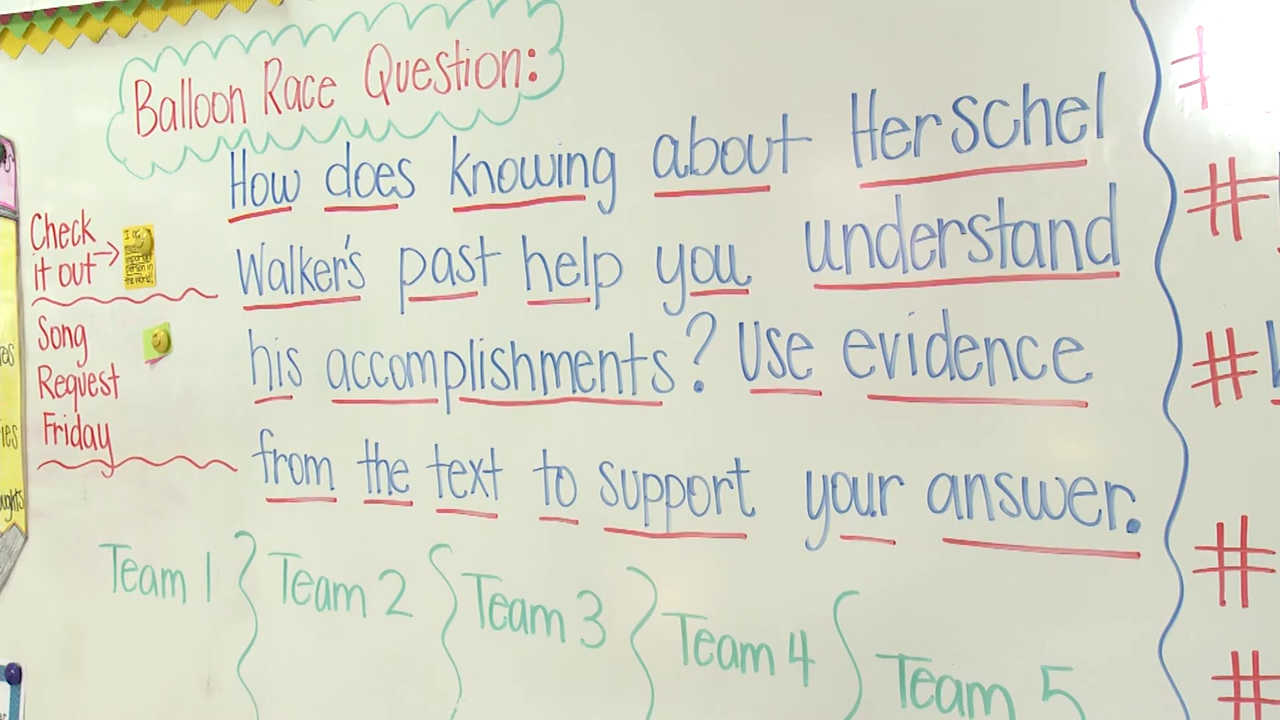 Balloon Race Question:
How does knowing about Herschel
Walker's past help you understand
his accomplishments? Use evidence
from the text to support your answer.
Check
it out
Song
Request
Friday
Team 1
Team 2
Team 3
Team 4
Team 5
#
#
#
#